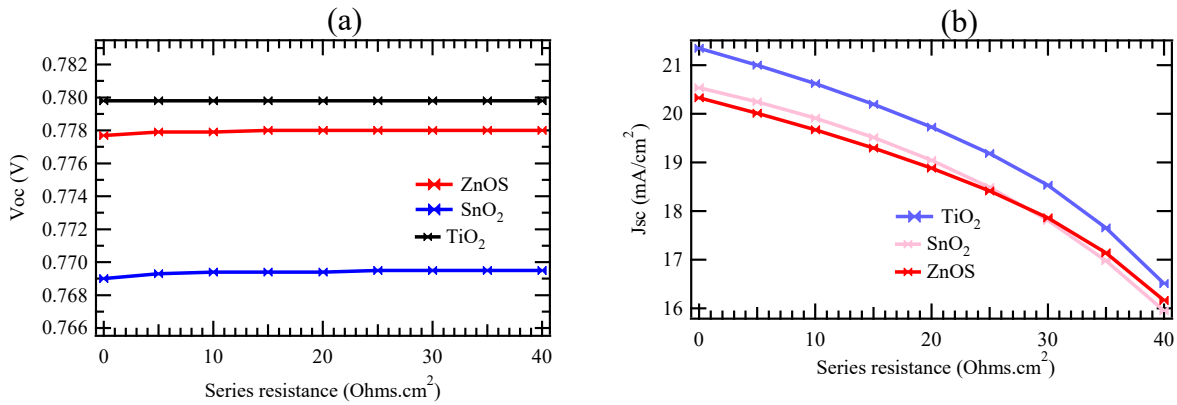 (a)
Voc (V)
0.782
0.780
0.778
0.776
0.774
0.772
0.770
0.768
0.766
ZnOS
SnO2
TiO2
0 10 20 30 40
Series resistance (Ohms.cm2)
(b)
Jsc (mA/cm2)
21
20
19
18
17
16
TiO2
SnO2
ZnOS
0 10 20 30 40
Series resistance (Ohms.cm2)